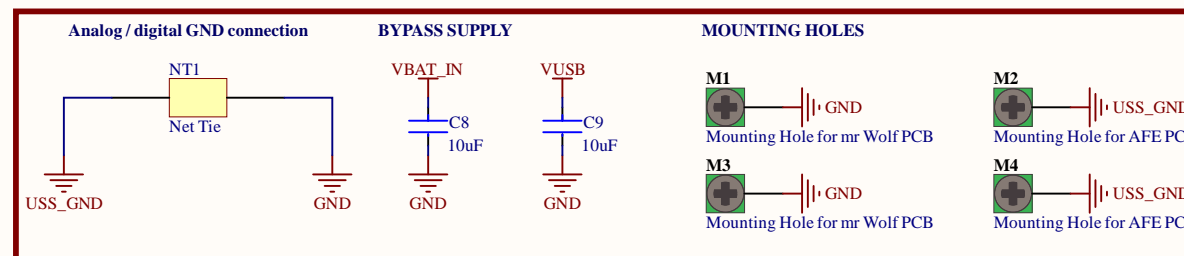 Analog / digital GND connection
BYPASS SUPPLY
MOUNTING HOLES
NT1
Net Tie
USS_GND
GND
VBAT_IN
C8
10uF
GND
VUSB
C9
10uF
GND
M1
GND
Mounting Hole for mr Wolf PCB
M2
USS_GND
Mounting Hole for AFE PC
M3
GND
Mounting Hole for mr Wolf PCB
M4
USS_GND
Mounting Hole for AFE PC